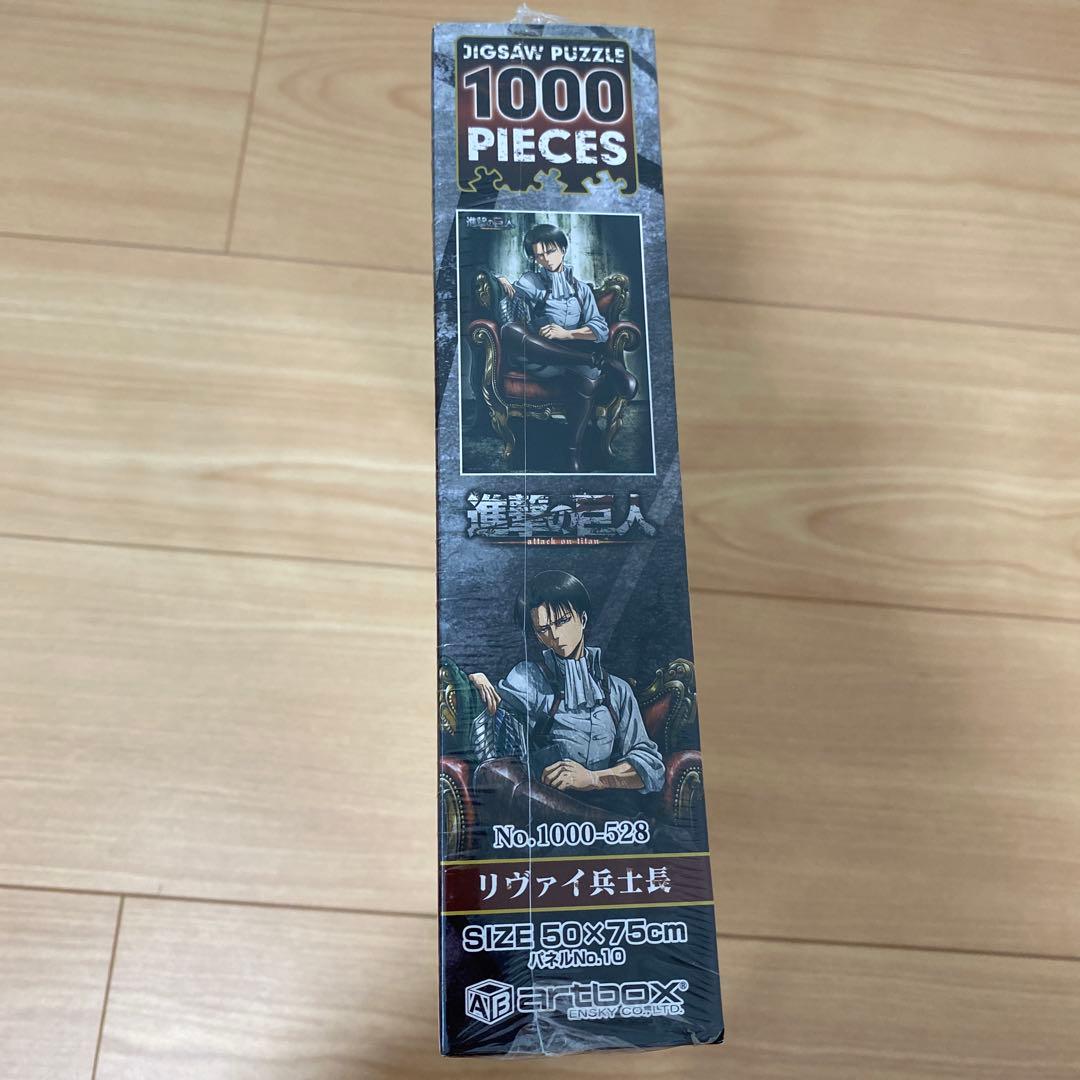 JIGSAW PUZZLE
1000
PIECES
進撃の巨人
進撃の巨人
attack on titan
No.1000-528
リヴァイ兵士長
SIZE 50×75cm
パネルNo.10
AB artbox®
ENSKY CO.,LTD.